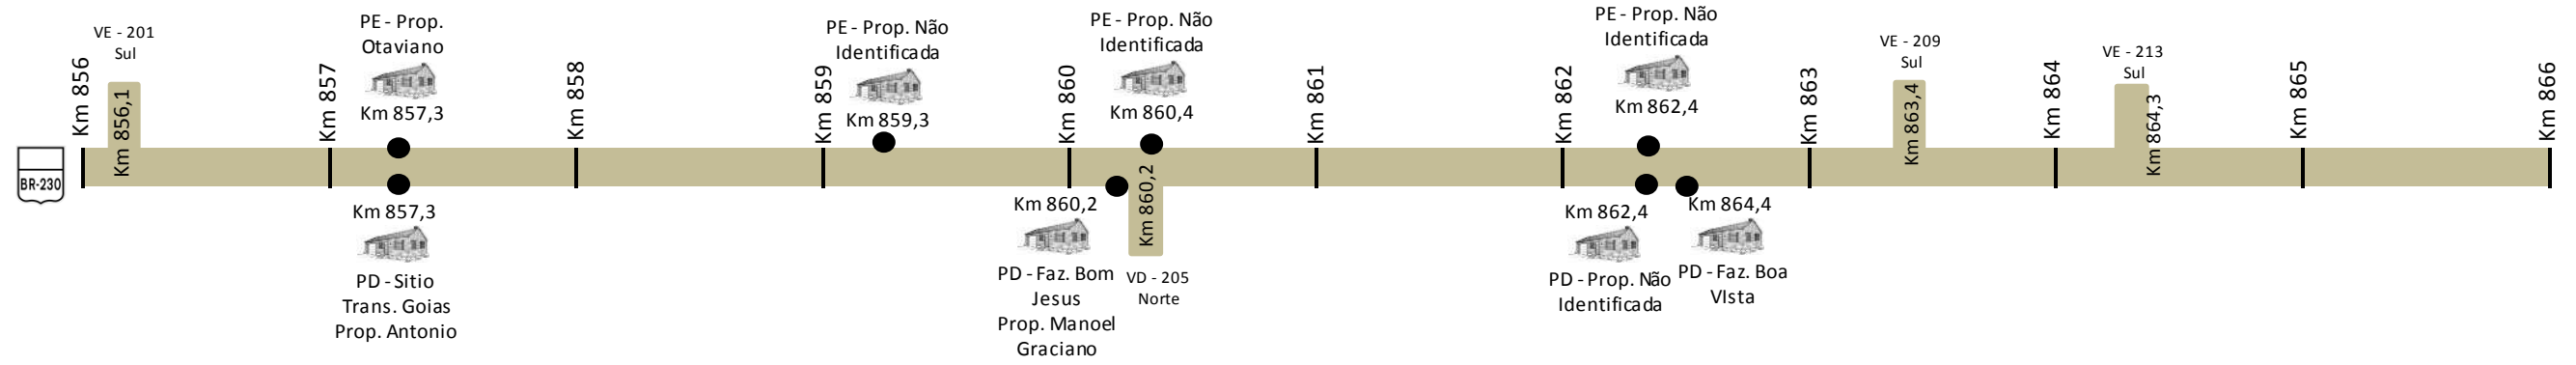 BR-230
Km 856
VE - 201
Sul
Km 856,1
Km 857
PE - Prop.
Otaviano
Km 857,3
Km 857,3
PD - Sitio
Trans. Goias
Prop. Antonio
Km 858
Km 859
PE - Prop. Não
Identificada
Km 859,3
Km 860
PE - Prop. Não
Identificada
Km 860,4
Km 860,2
PD - Faz. Bom
Jesus
Prop. Manoel
Graciano
Km 860,2
VD - 205
Norte
Km 861
Km 862
PE - Prop. Não
Identificada
Km 862,4
Km 862,4
PD - Prop. Não
Identificada
Km 864,4
PD - Faz. Boa
VIsta
Km 863
VE - 209
Sul
Km 863,4
Km 864
VE - 213
Sul
Km 864,3
Km 865
Km 866